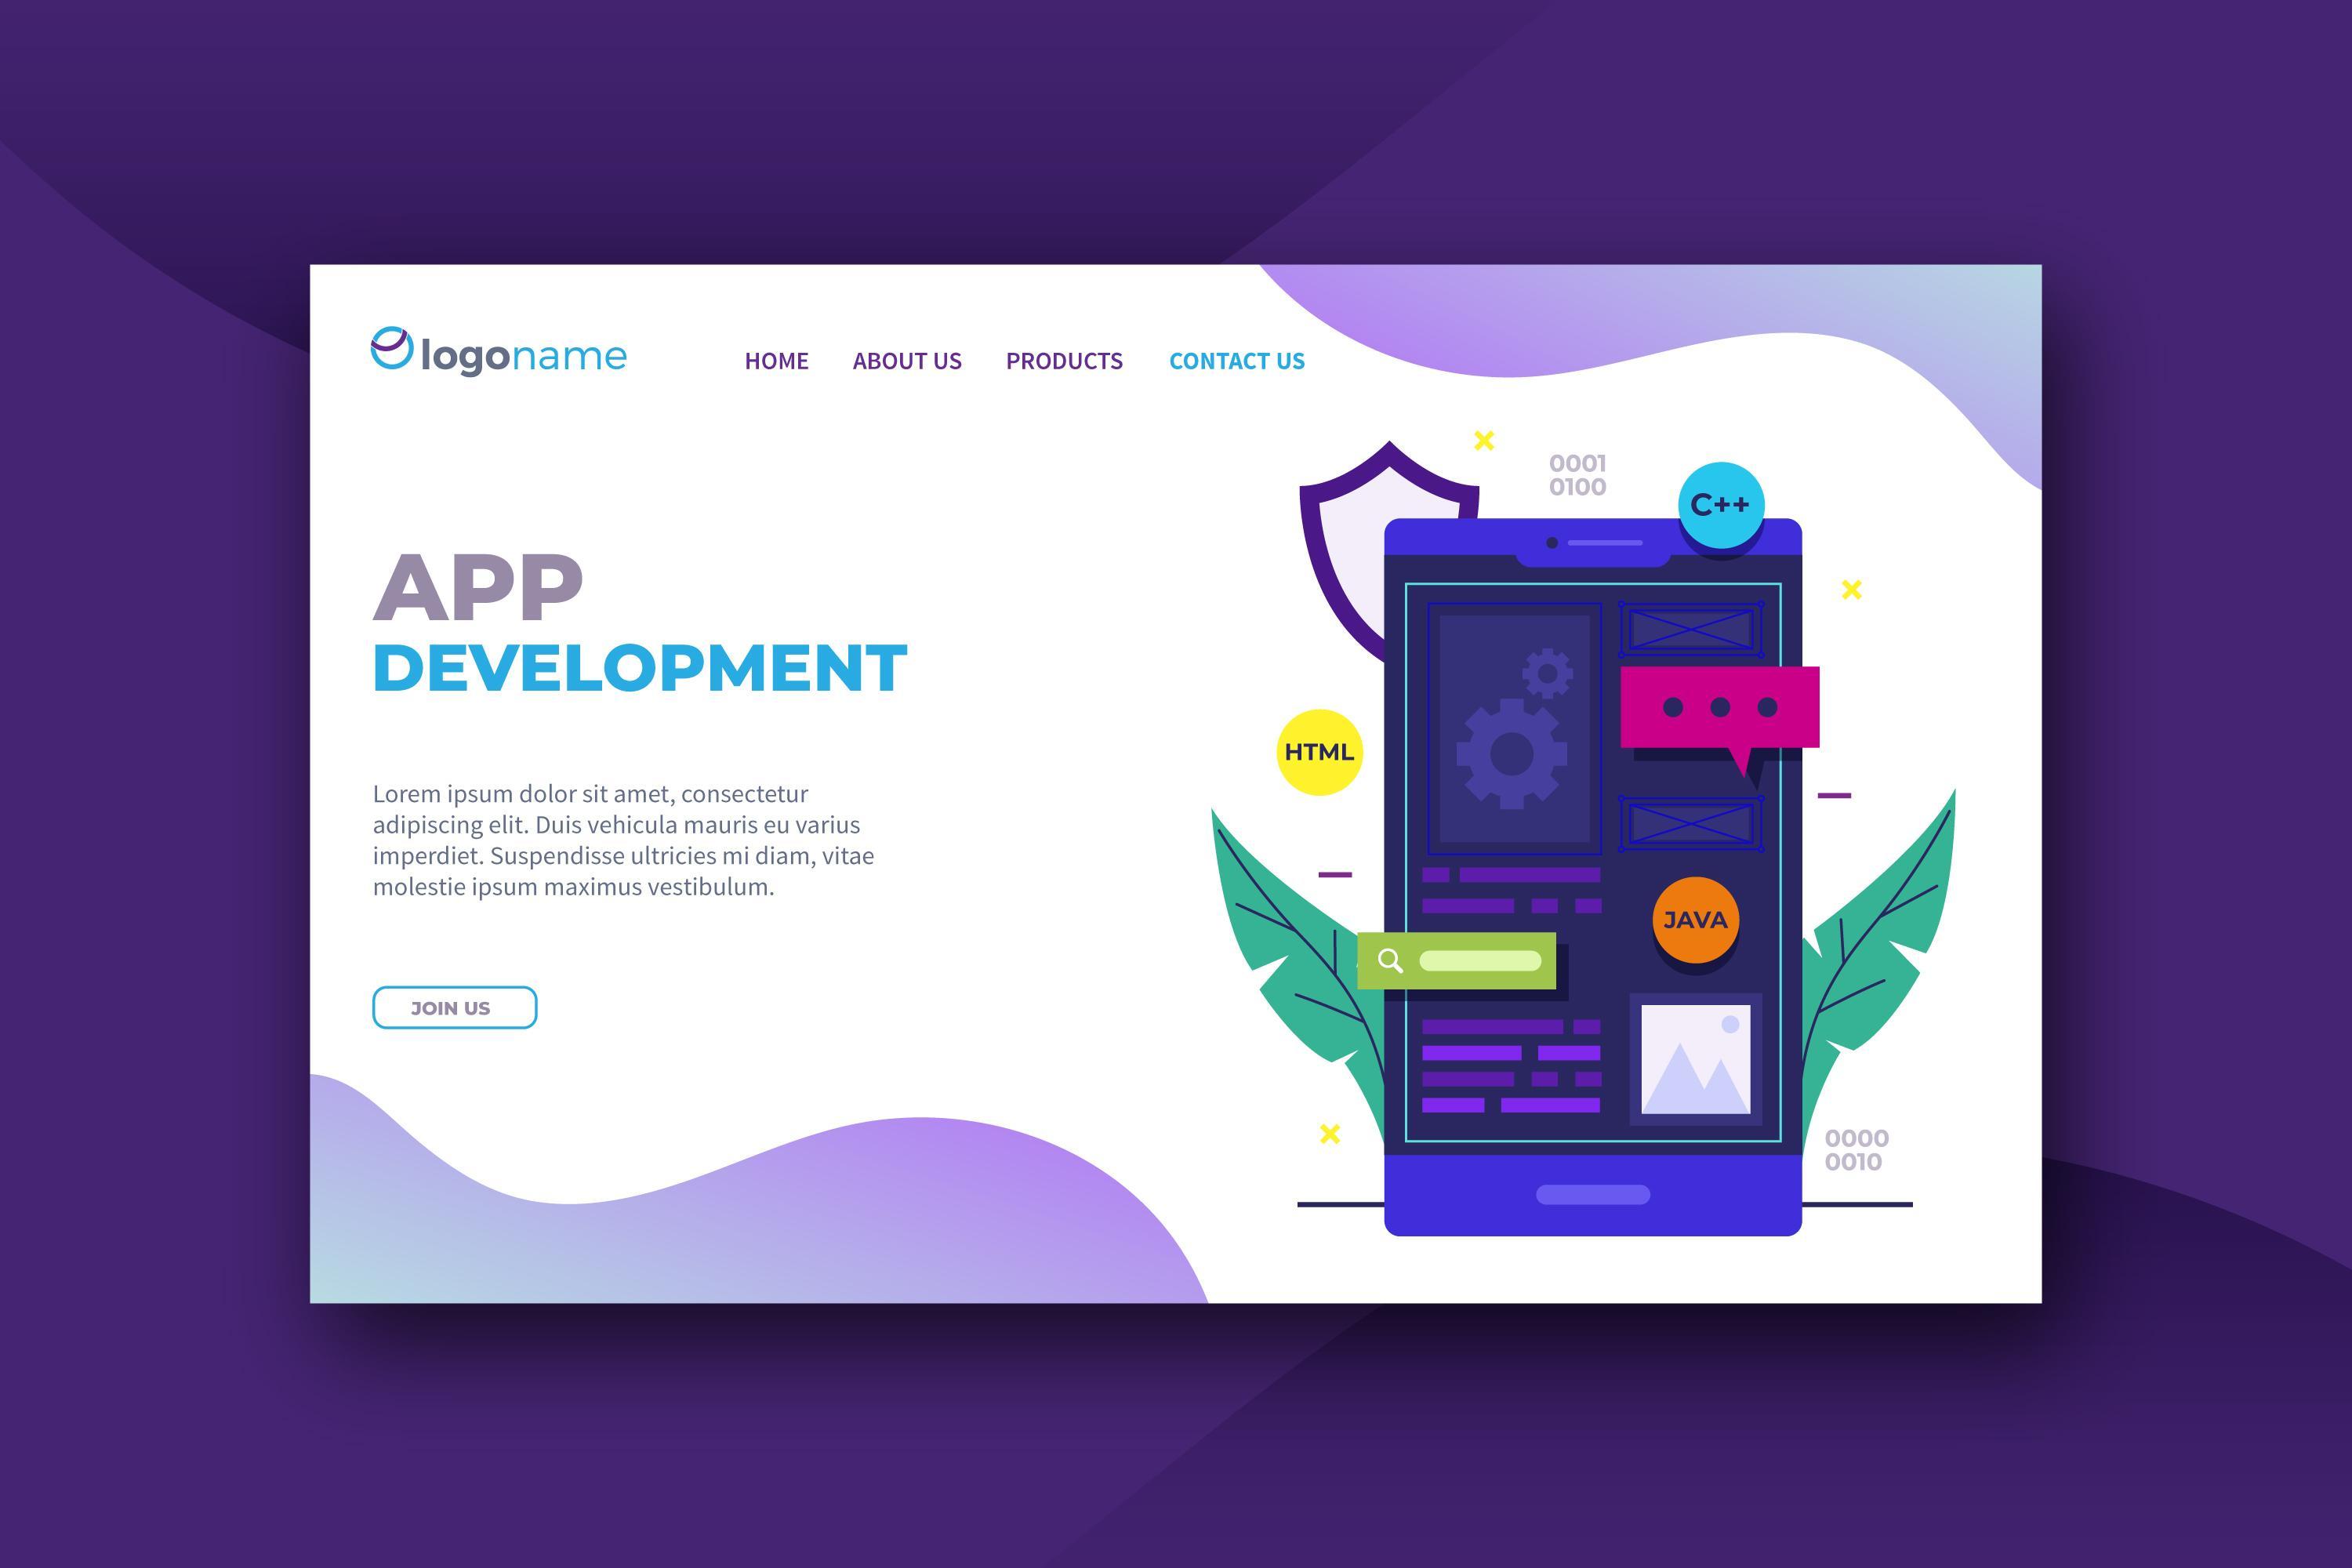 logoname
HOME ABOUT US PRODUCTS CONTACT US
APP
DEVELOPMENT
Lorem ipsum dolor sit amet, consectetur
adipiscing elit. Duis vehicula mauris eu varius
imperdiet. Suspendisse ultricies mi diam, vitae
molestie ipsum maximus vestibulum.
JOIN US
0001
0100
C++
HTML
JAVA
0000
0010